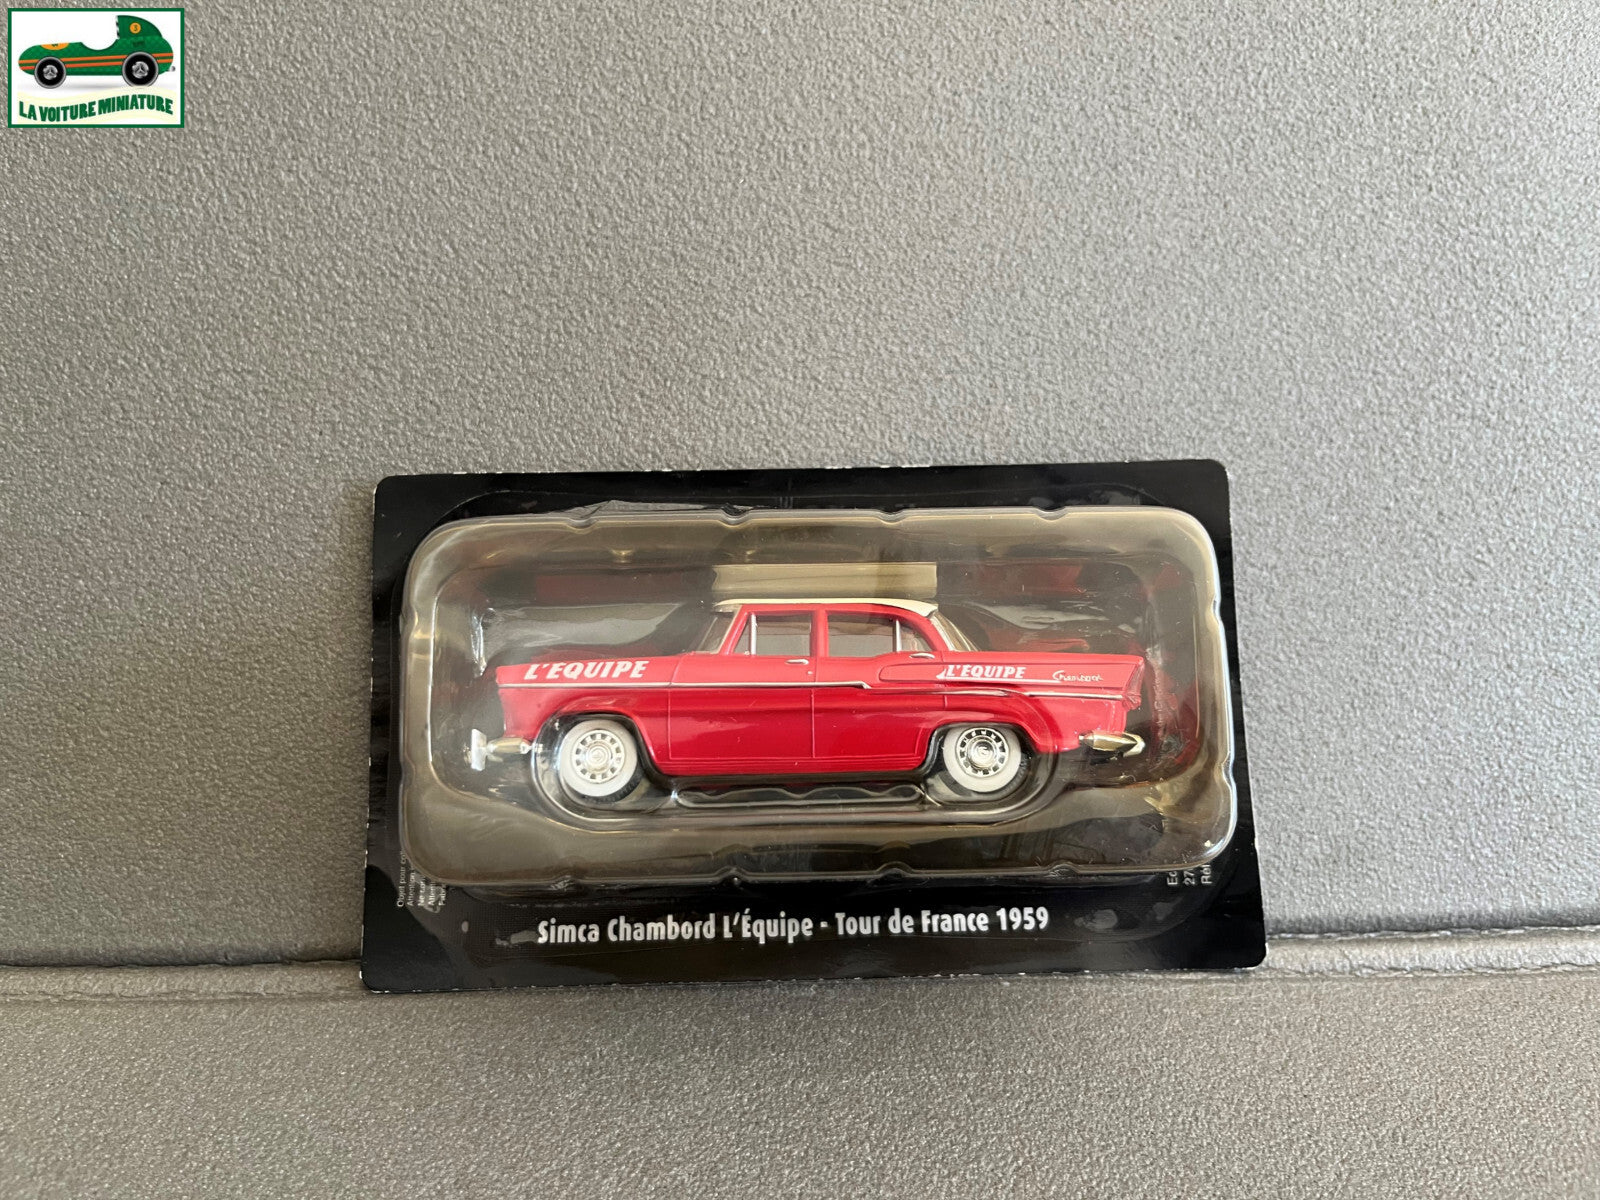 LA VOITURE MINIATURE
L'EQUIPE
L'EQUIPE
Chambord
Simca Chambord L'Équipe - Tour de France 1959